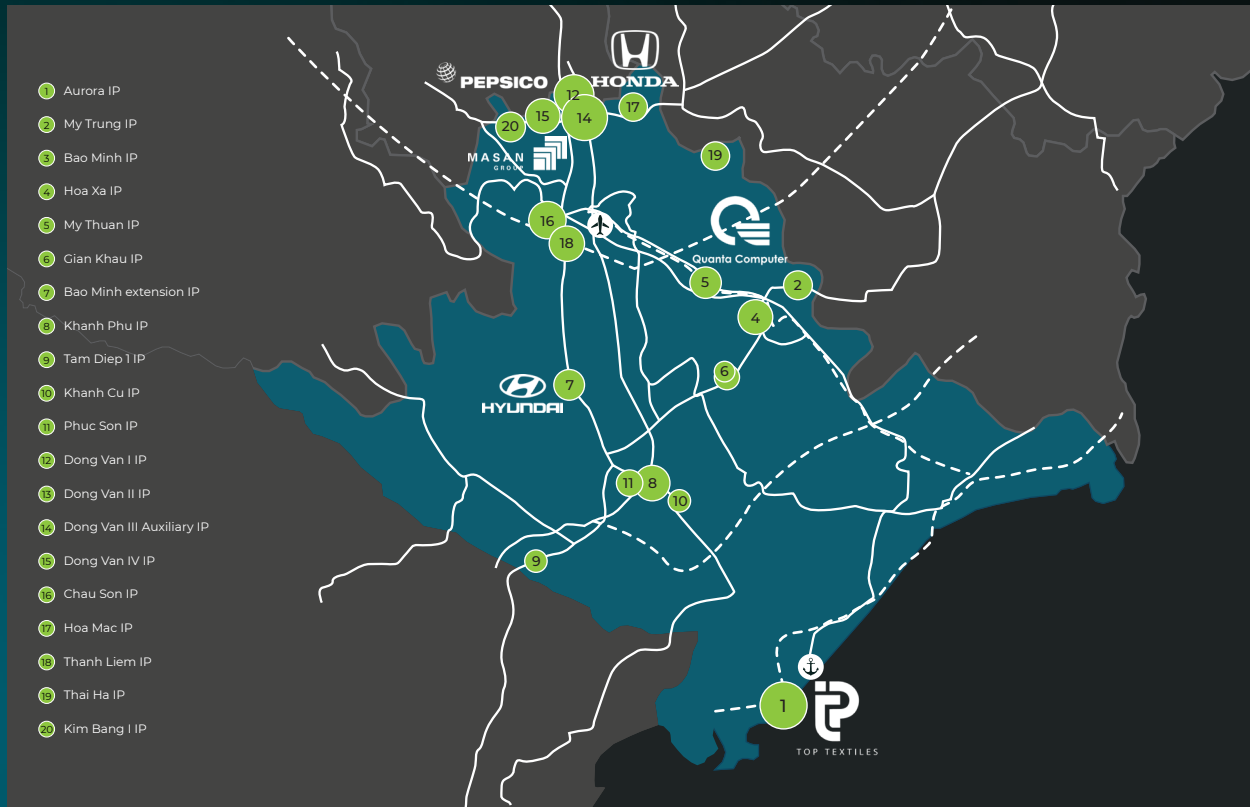 1 Aurora IP
2 My Trung IP
3 Bao Minh IP
4 Hoa Xa IP
5 My Thuan IP
6 Gian Khau IP
7 Bao Minh extension IP
8 Khanh Phu IP
9 Tam Diep 1 IP
10 Khanh Cu IP
11 Phuc Son IP
12 Dong Van I IP
13 Dong Van II IP
14 Dong Van III Auxiliary IP
15 Dong Van IV IP
16 Chau Son IP
17 Hoa Mac IP
18 Thanh Liem IP
19 Thai Ha IP
20 Kim Bang I IP
PEPSICO
HONDA
12
17
15
14
20
MASAN
GROUP
19
16
18
Quanta Computer
5
2
4
6
7
HYUNDAI
11
8
10
9
1
TOP TEXTILES